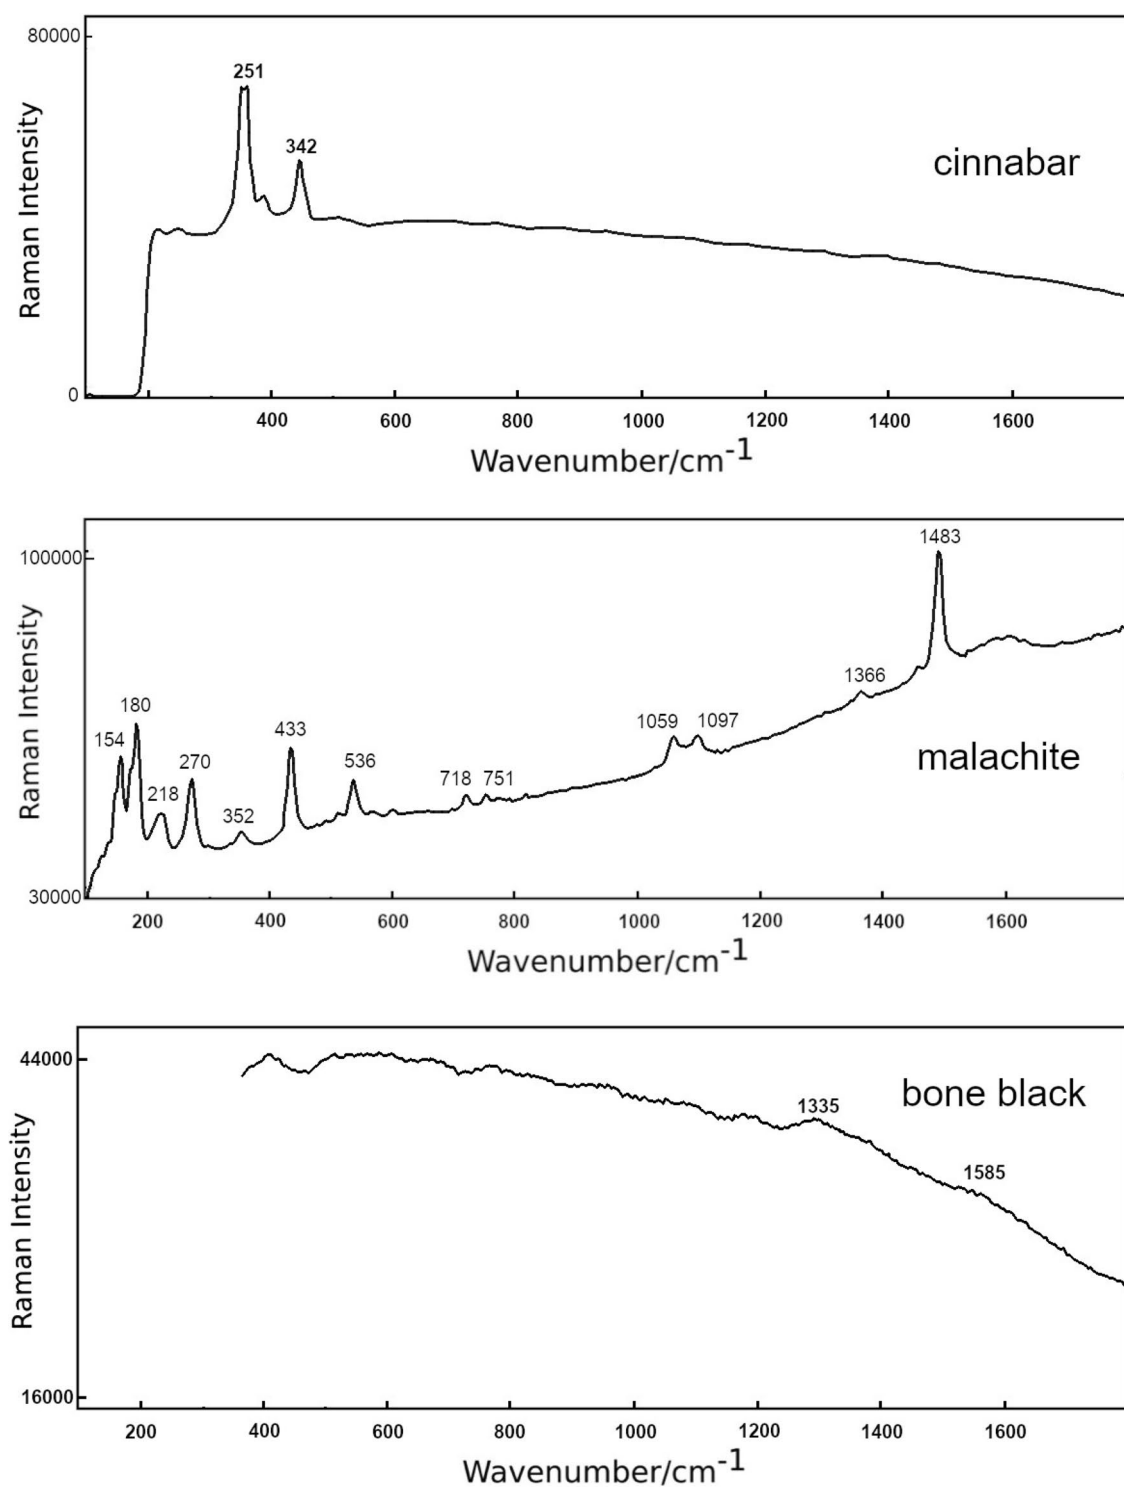 80000
251
342
cinnabar
Raman Intensity
0
400 600 800 1000 1200 1400 1600
Wavenumber/cm-1
1483
100000
1366
180
154
433
1059 1097
270
536
218
718 751
352
malachite
Raman Intensity
30000
200 400 600 800 1000 1200 1400 1600
Wavenumber/cm-1
44000
bone black
1335
1585
Raman Intensity
16000
200 400 600 800 1000 1200 1400 1600
Wavenumber/cm-1